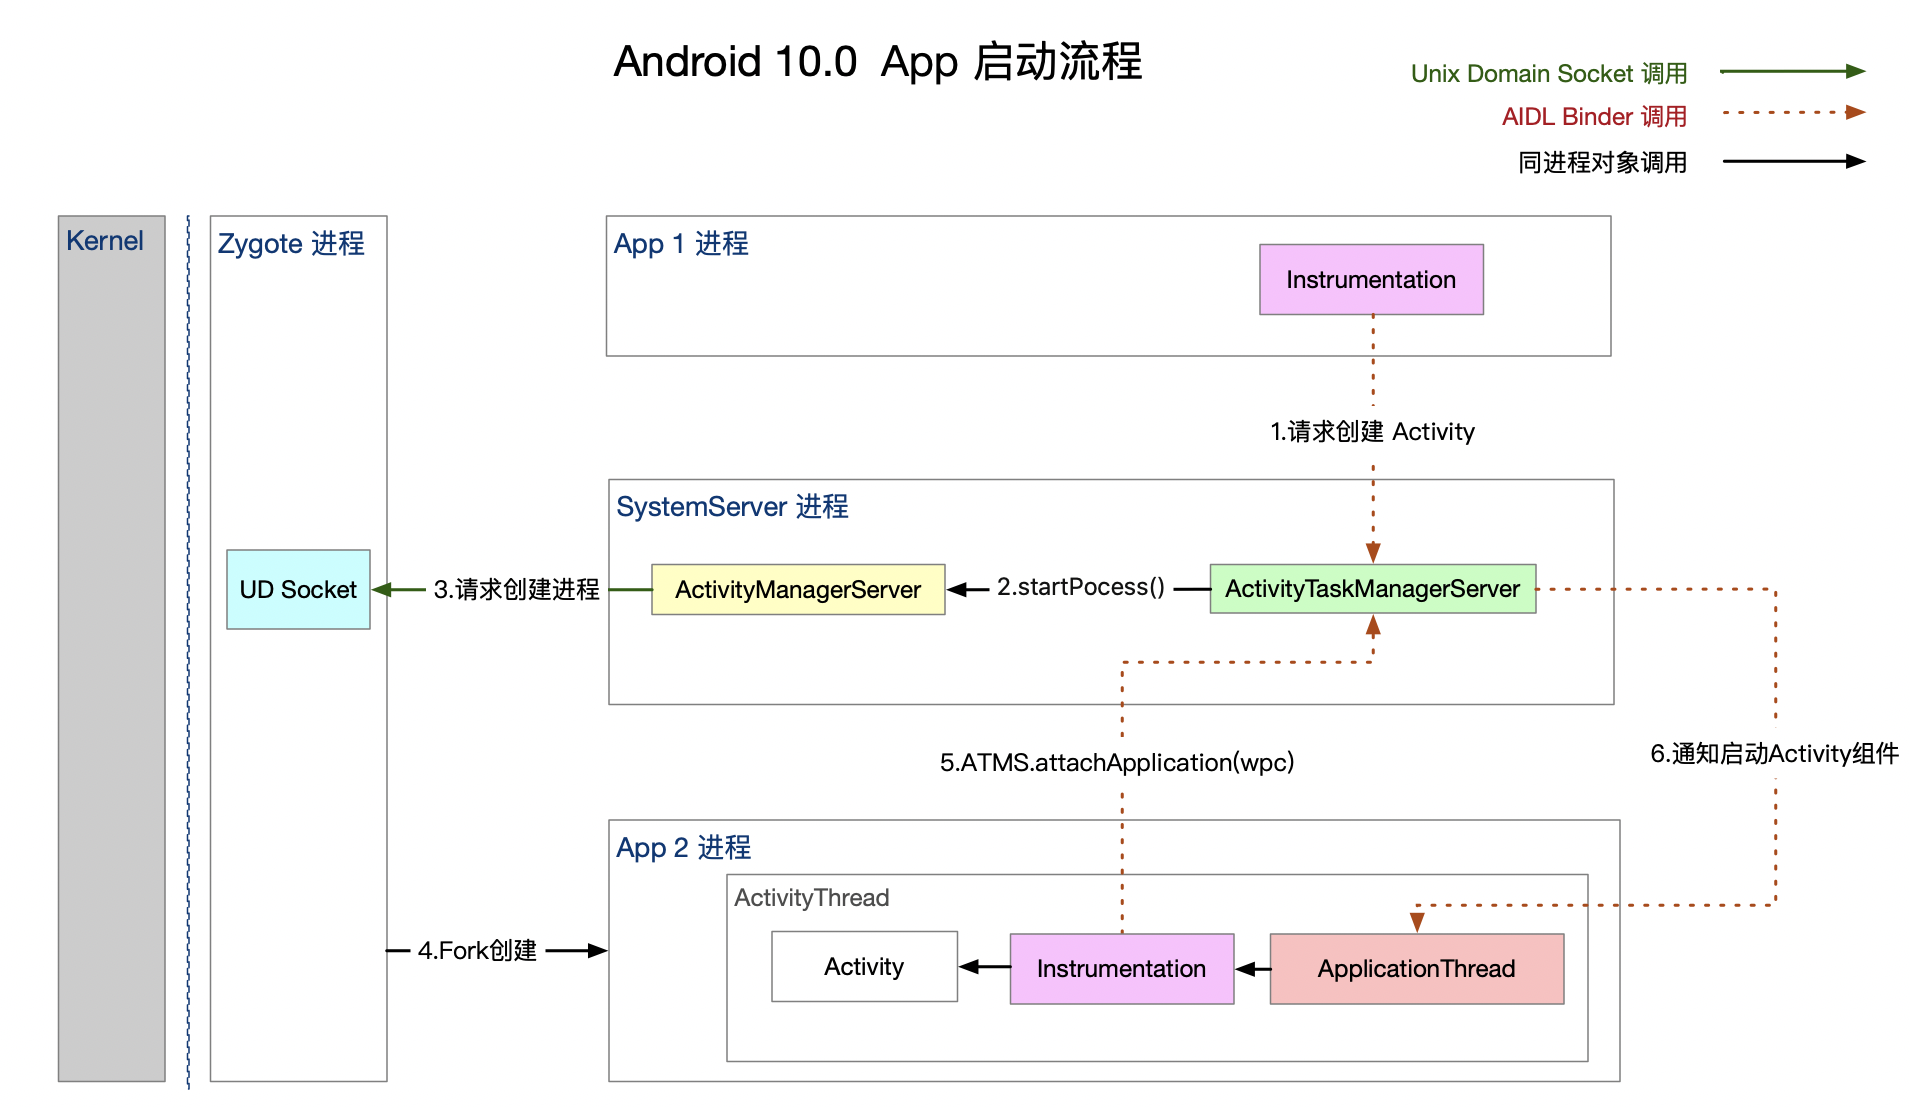 Android 10.0 App 启动流程
Unix Domain Socket 调用
AIDL Binder 调用
同进程对象调用
Kernel
Zygote 进程
App 1 进程
Instrumentation
1.请求创建 Activity
SystemServer 进程
UD Socket
3.请求创建进程
ActivityManagerServer
2.startPocess()
ActivityTaskManagerServer
5.ATMS.attachApplication(wpc)
6.通知启动Activity组件
App 2 进程
ActivityThread
4.Fork创建
Activity
Instrumentation
ApplicationThread